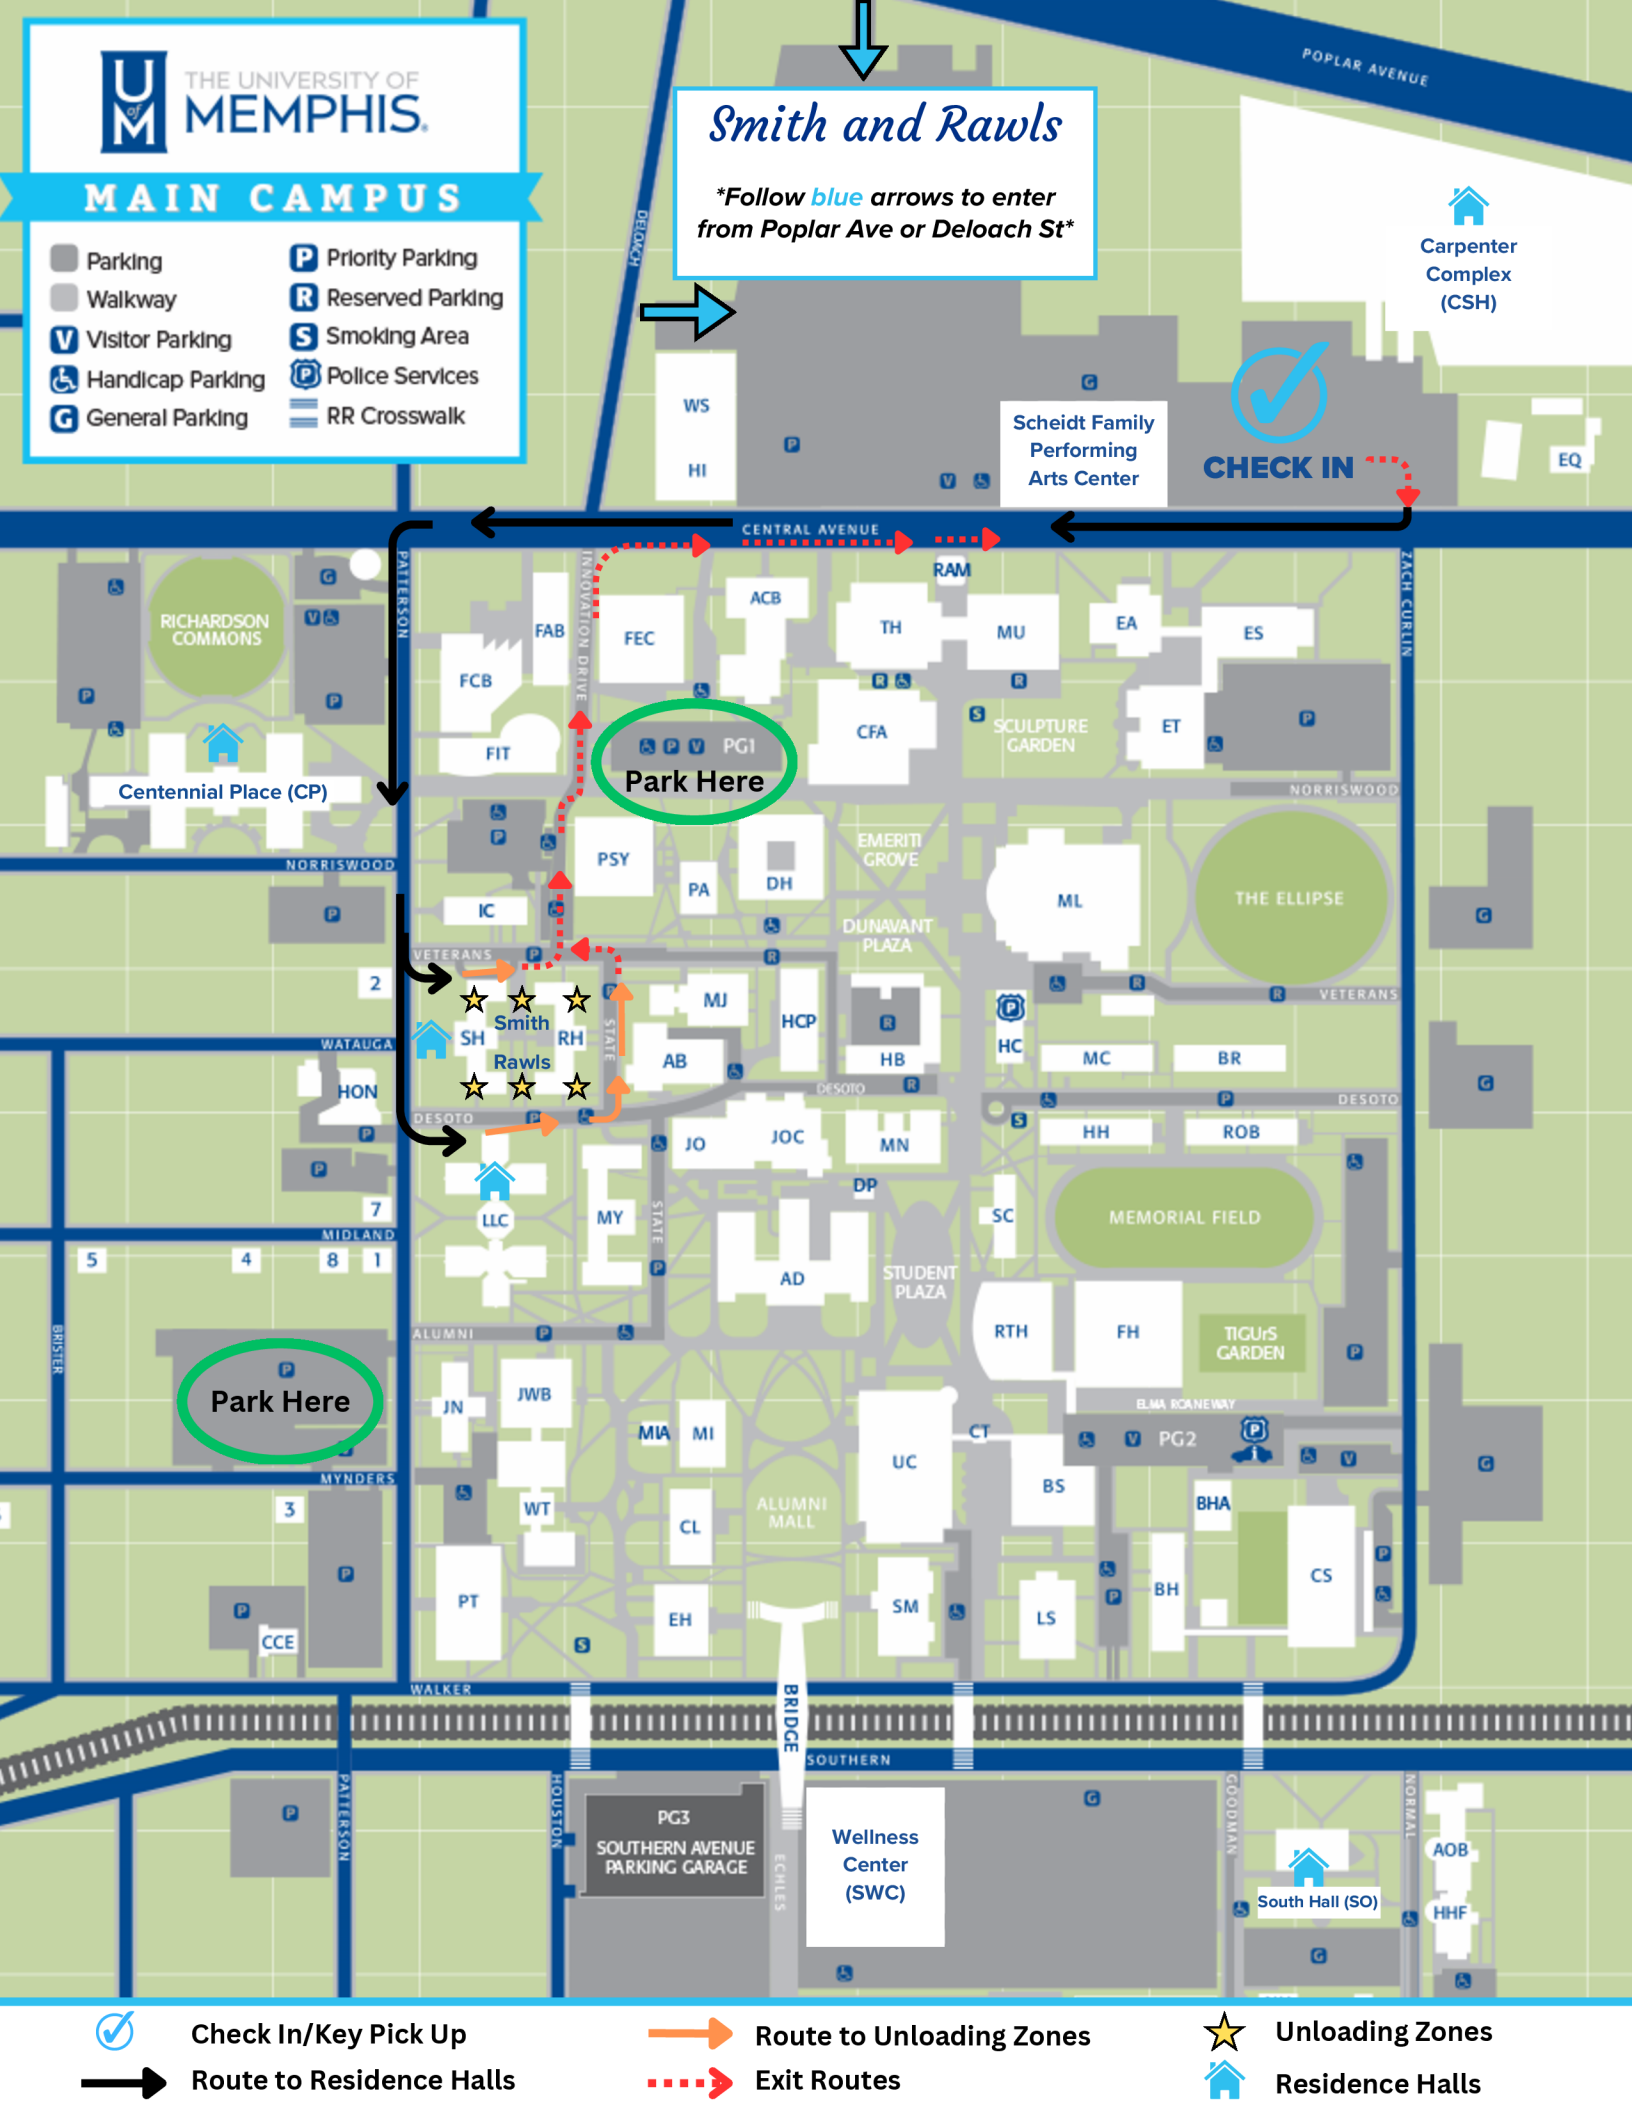 THE UNIVERSITY OF
MEMPHIS
MAIN CAMPUS
Parking
Walkway
V Visitor Parking
Handicap Parking
G General Parking
P Priority Parking
R Reserved Parking
S Smoking Area
P Police Services
RR Crosswalk
Smith and Rawls
*Follow blue arrows to enter
from Poplar Ave or Deloach St*
POPLAR AVENUE
DELOACH
Carpenter
Complex
(CSH)
WS
HI
Scheidt Family
Performing
Arts Center
CHECK IN
EQ
CENTRAL AVENUE
PATTERSON
INNOVATION DRIVE
ZACH CURLIN
RICHARDSON
COMMONS
FAB
FEC
ACB
RAM
TH
MU
EA
ES
FCB
FIT
PG1
Park Here
CFA
SCULPTURE
GARDEN
ET
Centennial Place (CP)
NORRISWOOD
NORRISWOOD
PSY
PA
DH
EMERITI
GROVE
ML
THE ELLIPSE
IC
DUNAVANT
PLAZA
VETERANS
2
SH
Smith
RH
Rawls
STATE
MJ
HCP
AB
HB
HC
VETERANS
MC
BR
WATAUGA
HON
DESOTO
DESOTO
DESOTO
JO
JOC
MN
HH
ROB
DP
7
LLC
MY
STATE
SC
MEMORIAL FIELD
MIDLAND
5
4
8
1
AD
STUDENT
PLAZA
RTH
FH
TIGUrS
GARDEN
ALUMNI
BRISTER
Park Here
JN
JWB
MIA
MI
UC
CT
ELMA ROANE WAY
PG2
MYNDERS
3
WT
CL
ALUMNI
MALL
BS
BHA
PT
EH
SM
LS
BH
CS
CCE
WALKER
BRIDGE
SOUTHERN
PATTERSON
HOUSTON
PG3
SOUTHERN AVENUE
PARKING GARAGE
ECHLES
Wellness
Center
(SWC)
GOODMAN
NORMAL
South Hall (SO)
AOB
HHF
Check In/Key Pick Up
Route to Unloading Zones
Unloading Zones
Route to Residence Halls
Exit Routes
Residence Halls